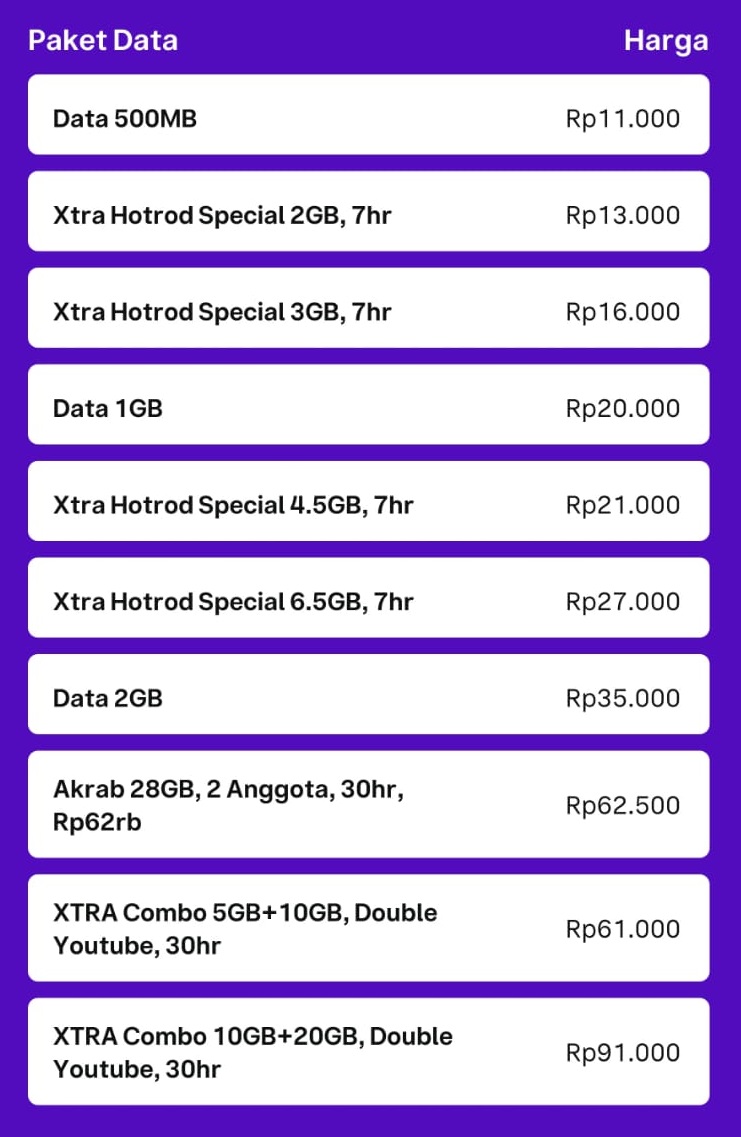 Paket Data Harga
Data 500MB Rp11.000
Xtra Hotrod Special 2GB, 7hr Rp13.000
Xtra Hotrod Special 3GB, 7hr Rp16.000
Data 1GB Rp20.000
Xtra Hotrod Special 4.5GB, 7hr Rp21.000
Xtra Hotrod Special 6.5GB, 7hr Rp27.000
Data 2GB Rp35.000
Akrab 28GB, 2 Anggota, 30hr,
Rp62rb
Rp62.500
XTRA Combo 5GB+10GB, Double
Youtube, 30hr
Rp61.000
XTRA Combo 10GB+20GB, Double
Youtube, 30hr
Rp91.000